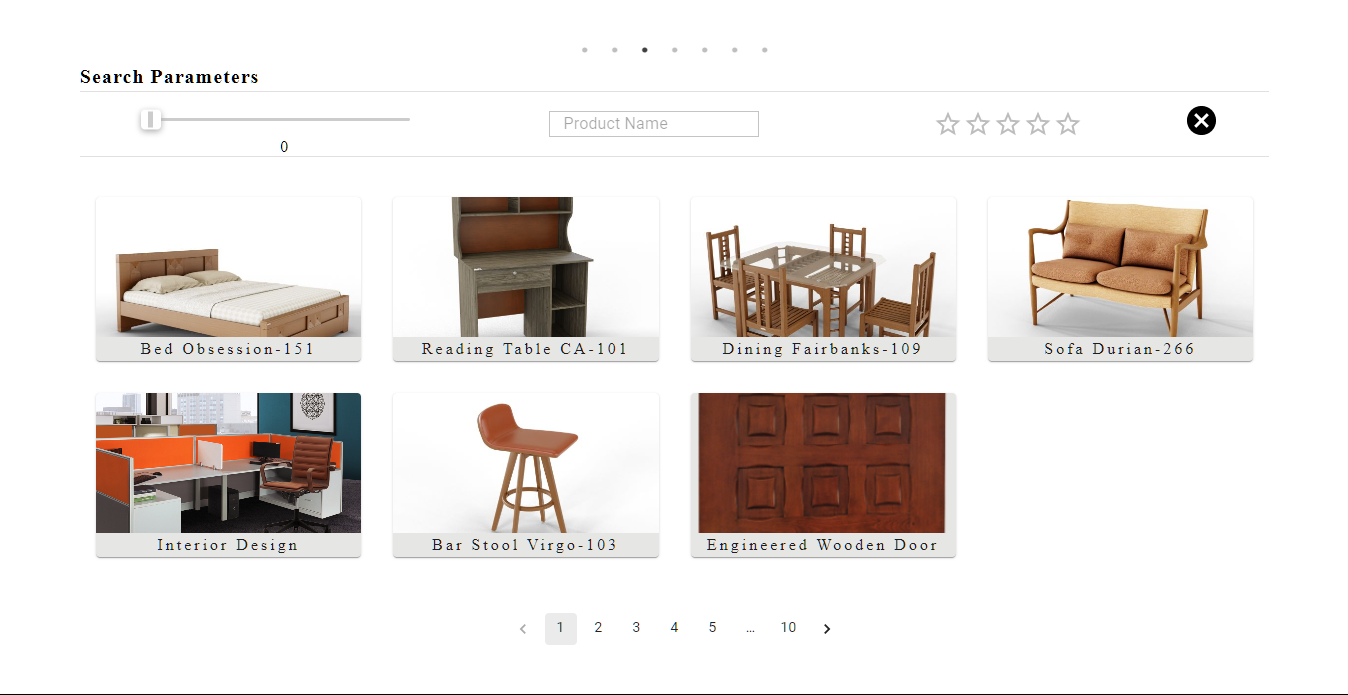 Search Parameters
0
Product Name
Bed Obsession-151
Reading Table CA-101
Dining Fairbanks-109
Sofa Durian-266
Interior Design
Bar Stool Virgo-103
Engineered Wooden Door
1 2 3 4 5 … 10